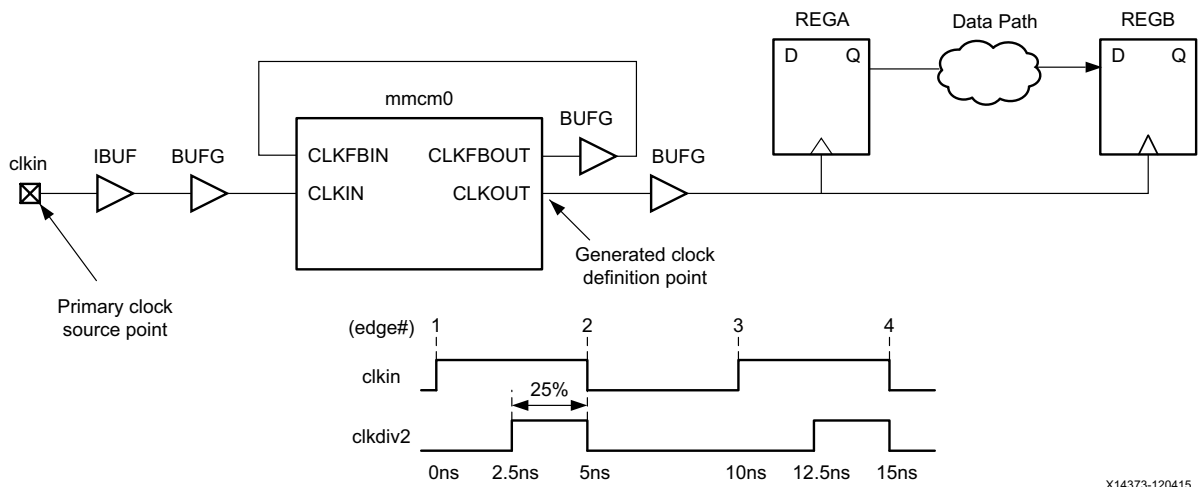 REGA
Data Path
REGB
D Q
D Q
mmcm0
BUFG
CLKFBIN
CLKFBOUT
clkin
IBUF
BUFG
BUFG
CLKIN
CLKOUT
Generated clock
definition point
Primary clock
source point
(edge#) 1 2 3 4
clkin
25%
clkdiv2
0ns 2.5ns 5ns 10ns 12.5ns 15ns
X14373-120415